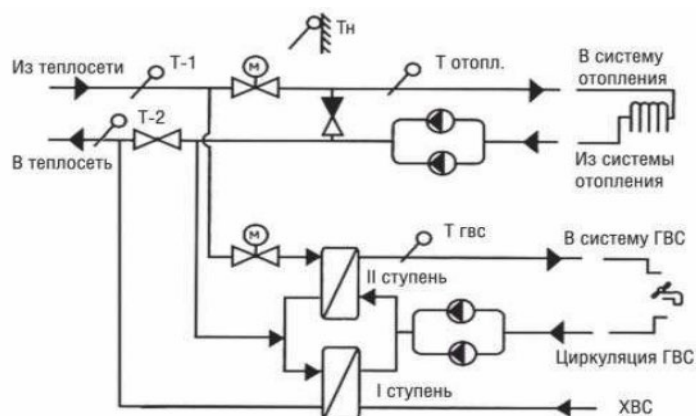 Тн
Т-1
М
Т отопл.
В систему
отопления
Из теплосети
Т-2
В теплосеть
Из системы
отопления
М
Т гвс
В систему ГВС
II ступень
Циркуляция ГВС
I ступень
ХВС